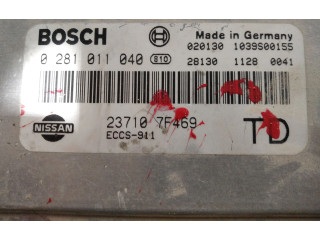 BOSCH
Made in Germany
020130 1039S00155
0 281 011 040 810
28130 1128 0041
NISSAN
23710 7F469
ECCS-911
TD